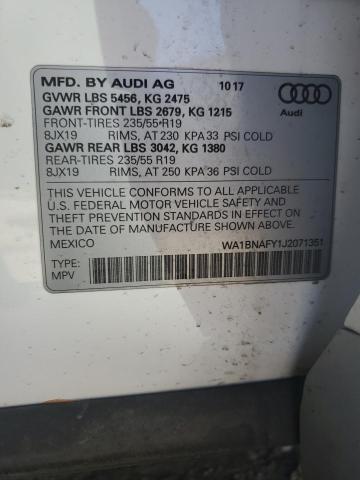 MFD. BY AUDI AG 10 17
GVWR LBS 5456, KG 2475
GAWR FRONT LBS 2679, KG 1215
FRONT-TIRES 235/55 R19
8JX19 RIMS, AT 230 KPA 33 PSI COLD
GAWR REAR LBS 3042, KG 1380
REAR-TIRES 235/55 R19
8JX19 RIMS, AT 250 KPA 36 PSI COLD
Audi
THIS VEHICLE CONFORMS TO ALL APPLICABLE
U.S. FEDERAL MOTOR VEHICLE SAFETY AND
THEFT PREVENTION STANDARDS IN EFFECT ON
THE DATE OF MANUFACTURE SHOWN ABOVE.
MEXICO WA1BNAFY1J2071351
TYPE:
MPV